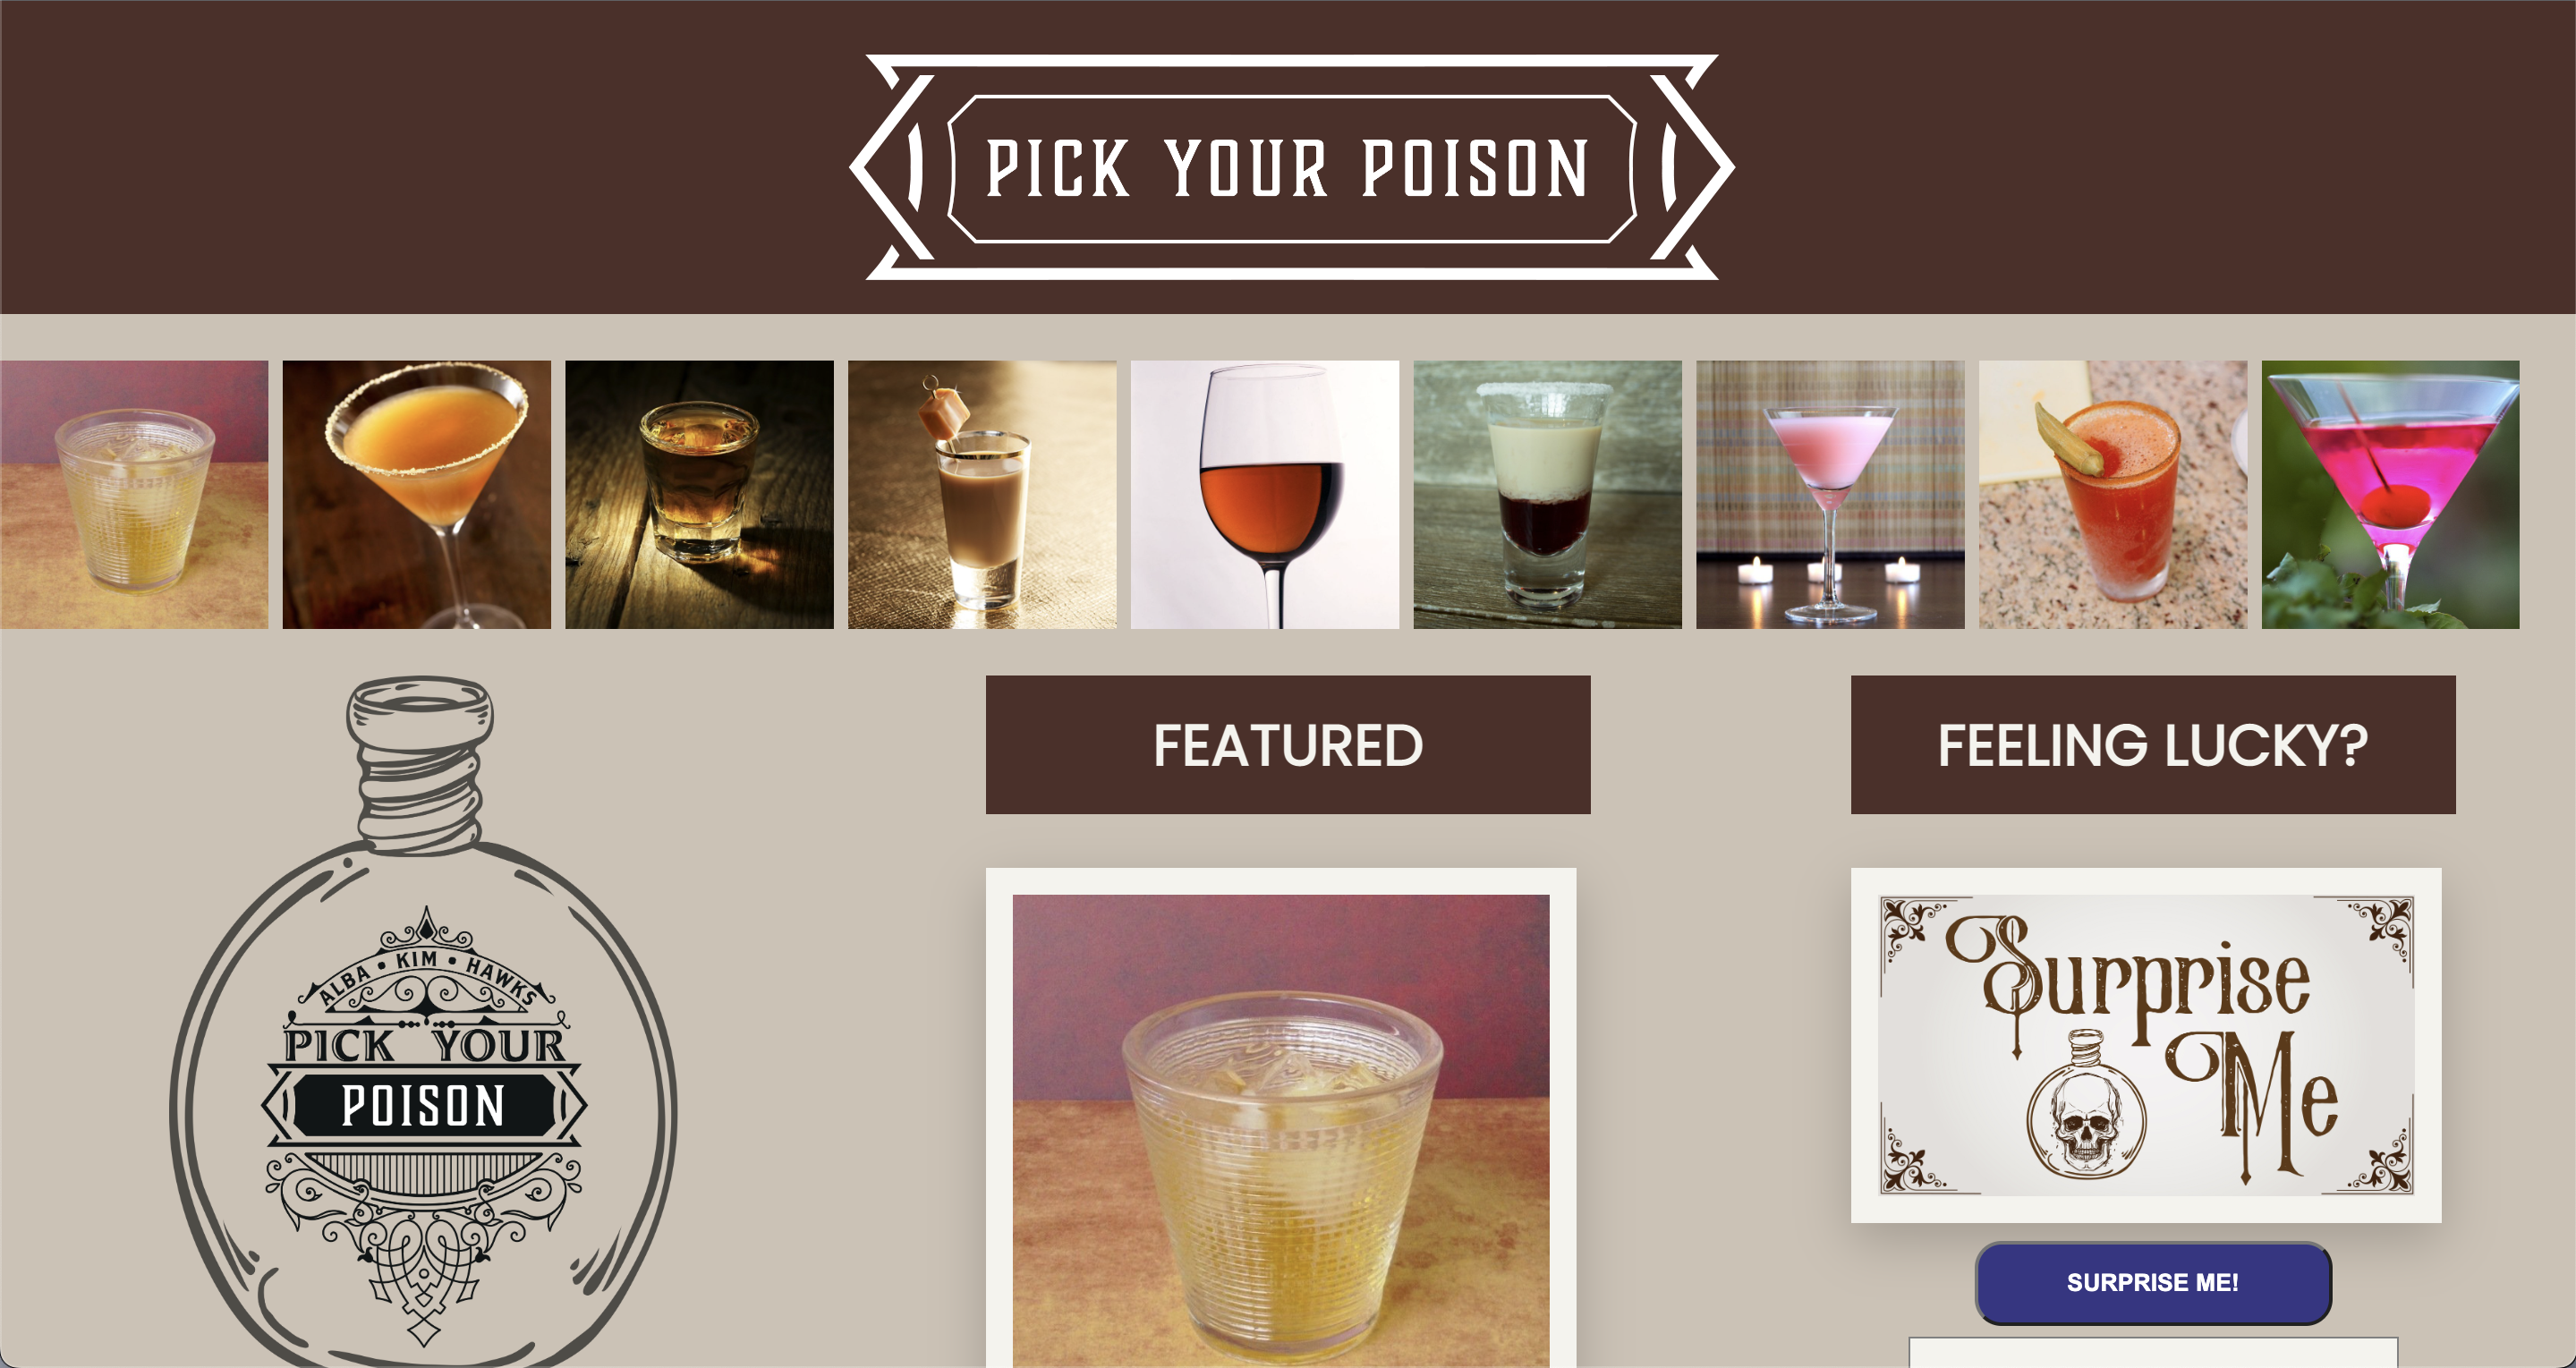 PICK YOUR POISON
ALBA • KIM • HAWKS
PICK YOUR
POISON
FEATURED
FEELING LUCKY?
Surprise
Me
SURPRISE ME!